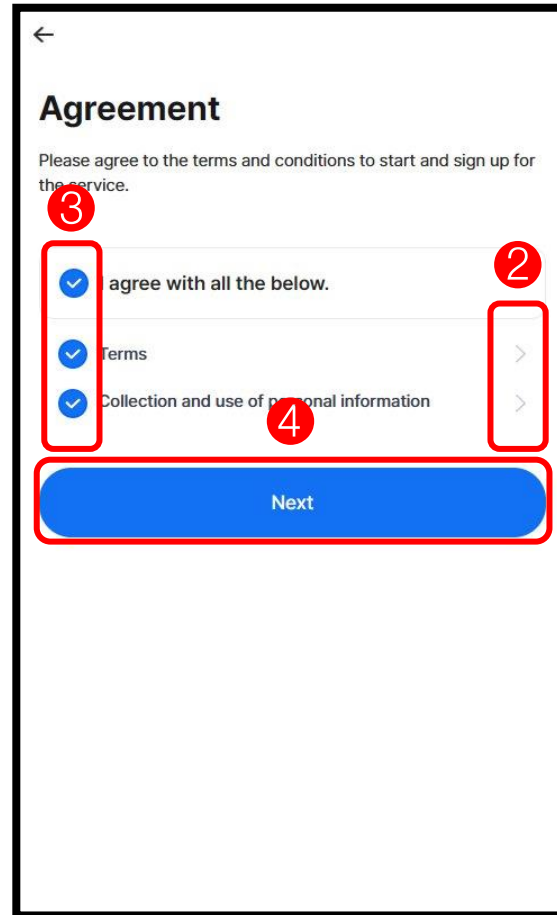 Agreement
Please agree to the terms and conditions to start and sign up for
the service.
3
2
I agree with all the below.
Terms
Collection and use of personal information
4
Next